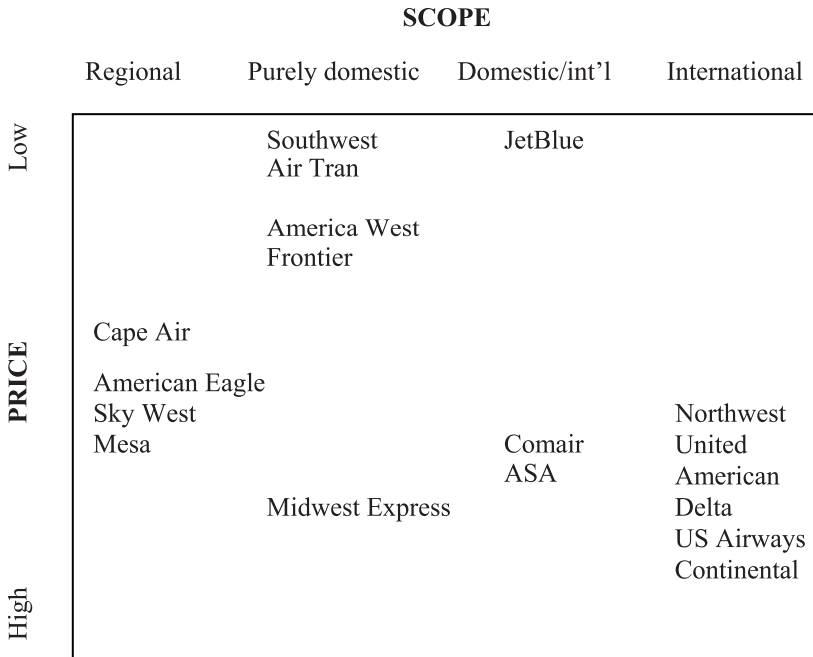 SCOPE
Regional Purely domestic Domestic/int’l International
Low
Southwest JetBlue
Air Tran
America West
Frontier
Cape Air
PRICE
American Eagle
Sky West Northwest
Mesa Comair United
ASA American
Midwest Express Delta
US Airways
Continental
High